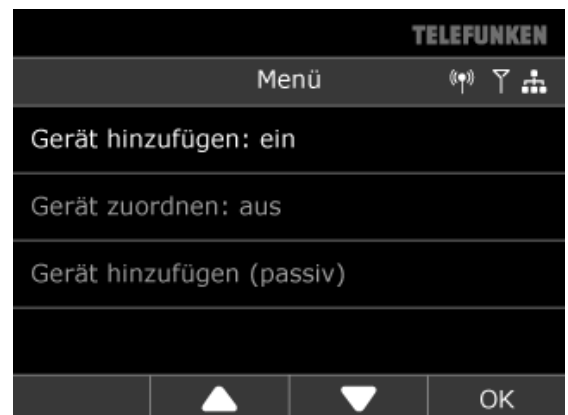 TELEFUNKEN
Menü
Gerät hinzufügen: ein
Gerät zuordnen: aus
Gerät hinzufügen (passiv)
OK